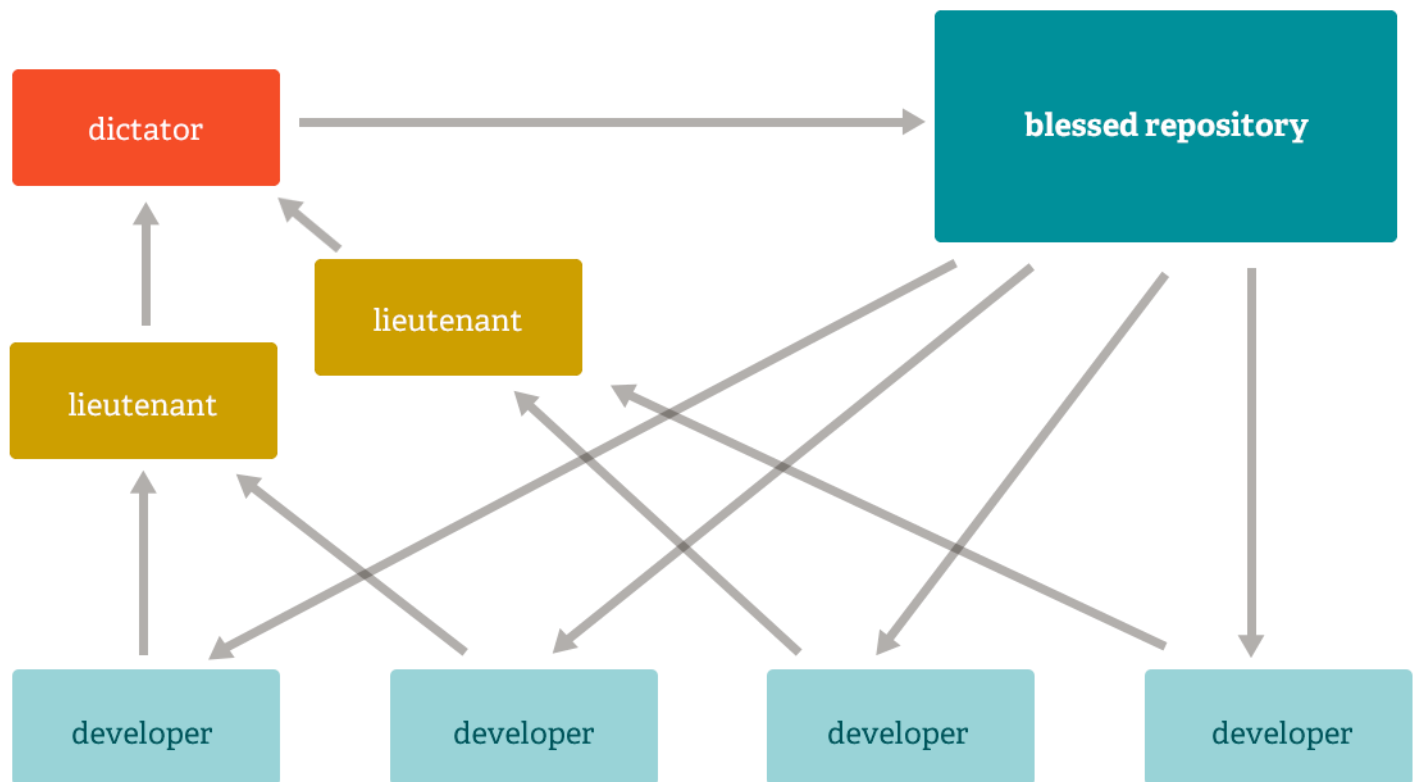 dictator
blessed repository
lieutenant
lieutenant
developer
developer
developer
developer